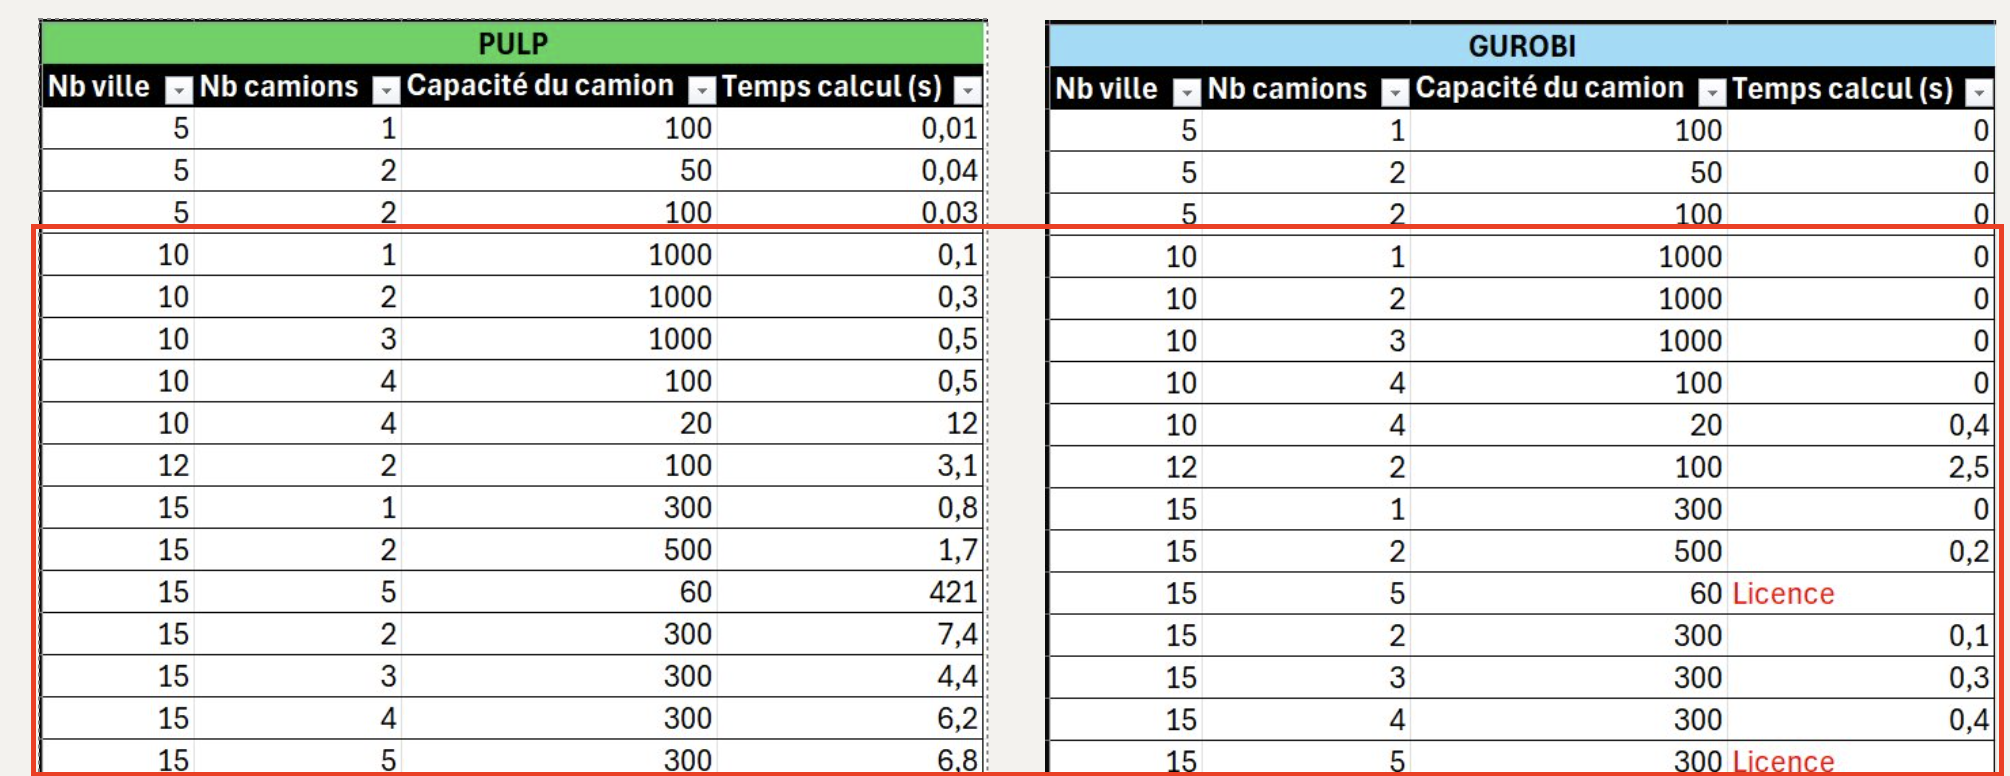 PULP
Nb ville Nb camions Capacité du camion Temps calcul (s)
5 1 100 0,01
5 2 50 0,04
5 2 100 0,03
10 1 1000 0,1
10 2 1000 0,3
10 3 1000 0,5
10 4 100 0,5
10 4 20 12
12 2 100 3,1
15 1 300 0,8
15 2 500 1,7
15 5 60 421
15 2 300 7,4
15 3 300 4,4
15 4 300 6,2
15 5 300 6,8
GUROBI
Nb ville Nb camions Capacité du camion Temps calcul (s)
5 1 100 0
5 2 50 0
5 2 100 0
10 1 1000 0
10 2 1000 0
10 3 1000 0
10 4 100 0
10 4 20 0,4
12 2 100 2,5
15 1 300 0
15 2 500 0,2
15 5 60 Licence
15 2 300 0,1
15 3 300 0,3
15 4 300 0,4
15 5 300 Licence